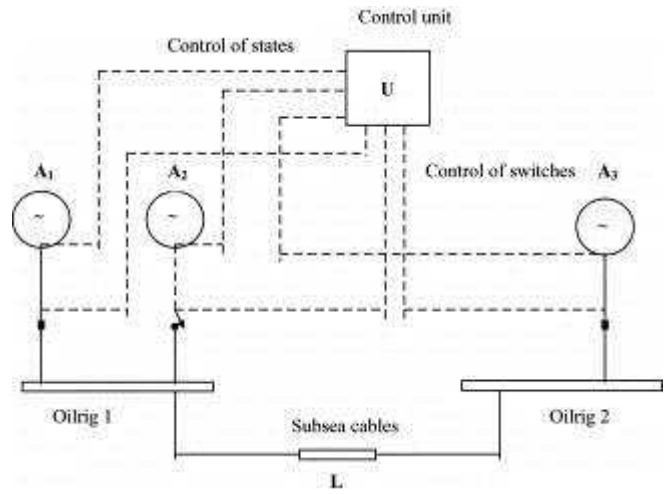 Control unit
Control of states
U
A₁
A₂
Control of switches
A₃
~
~
~
Oilrig 1
Oilrig 2
Subsea cables
L